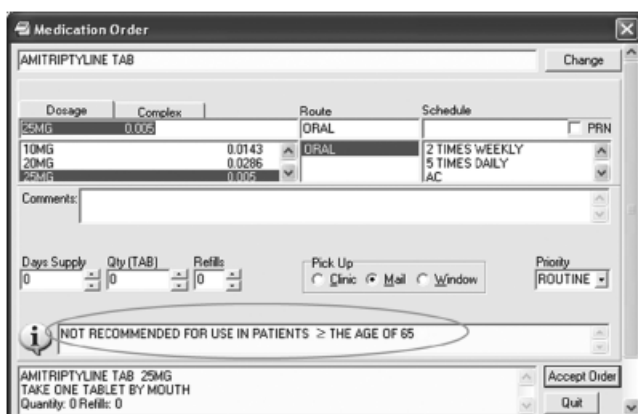 Medication Order
AMITRIPTYLINE TAB
Change
Dosage Complex Route Schedule
25MG 0.005 ORAL PRN
10MG 0.0143 ORAL 2 TIMES WEEKLY
20MG 0.0286 5 TIMES DAILY
25MG 0.005 AC
Comments:
Days Supply Qty (TAB) Refills Pick Up Priority
0 0 0 Clinic Mail Window ROUTINE
NOT RECOMMENDED FOR USE IN PATIENTS ≥ THE AGE OF 65
AMITRIPTYLINE TAB 25MG Accept Order
TAKE ONE TABLET BY MOUTH
Quantity: 0 Refills: 0 Quit